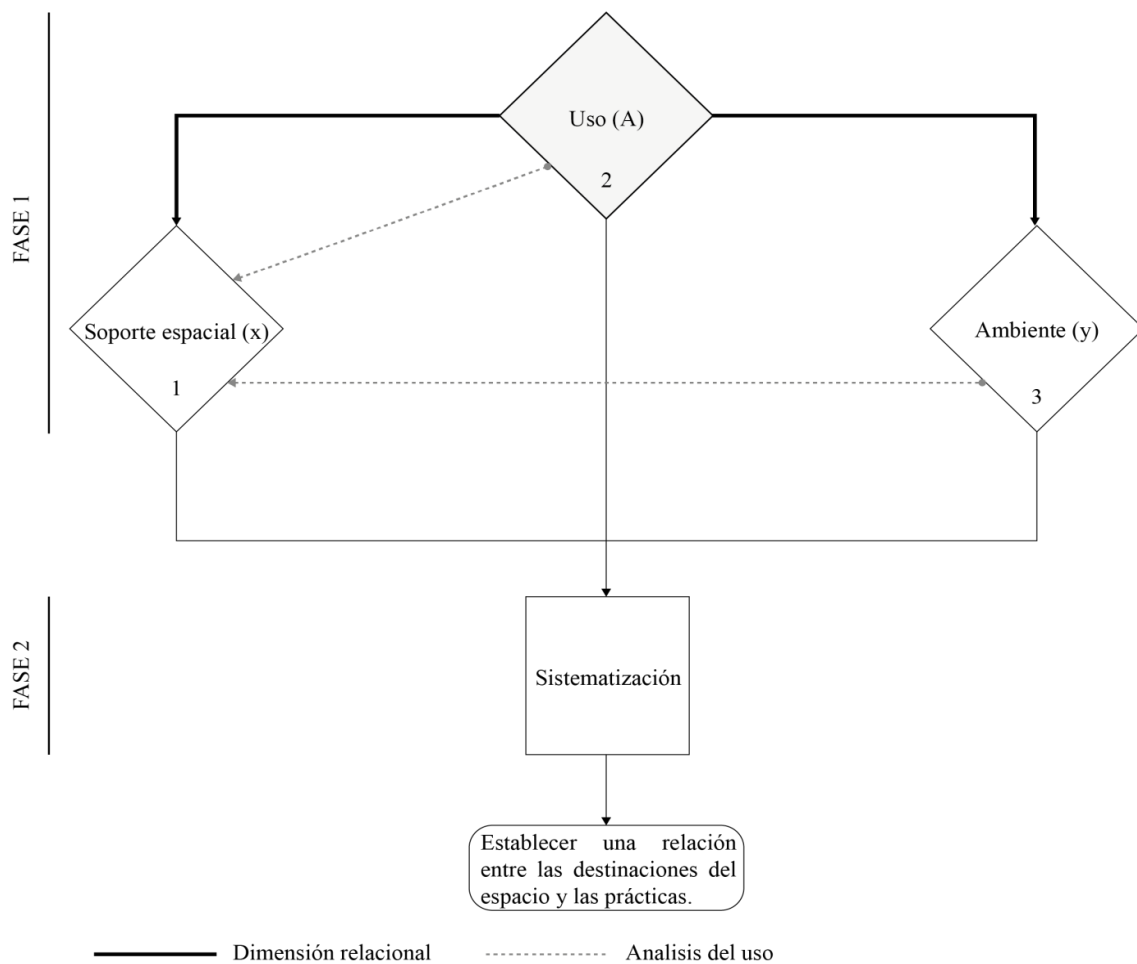 FASE 1
Uso (A)
2
Soporte espacial (x)
1
Ambiente (y)
3
FASE 2
Sistematización
Establecer una relación
entre las destinaciones del
espacio y las prácticas.
Dimensión relacional
Analisis del uso